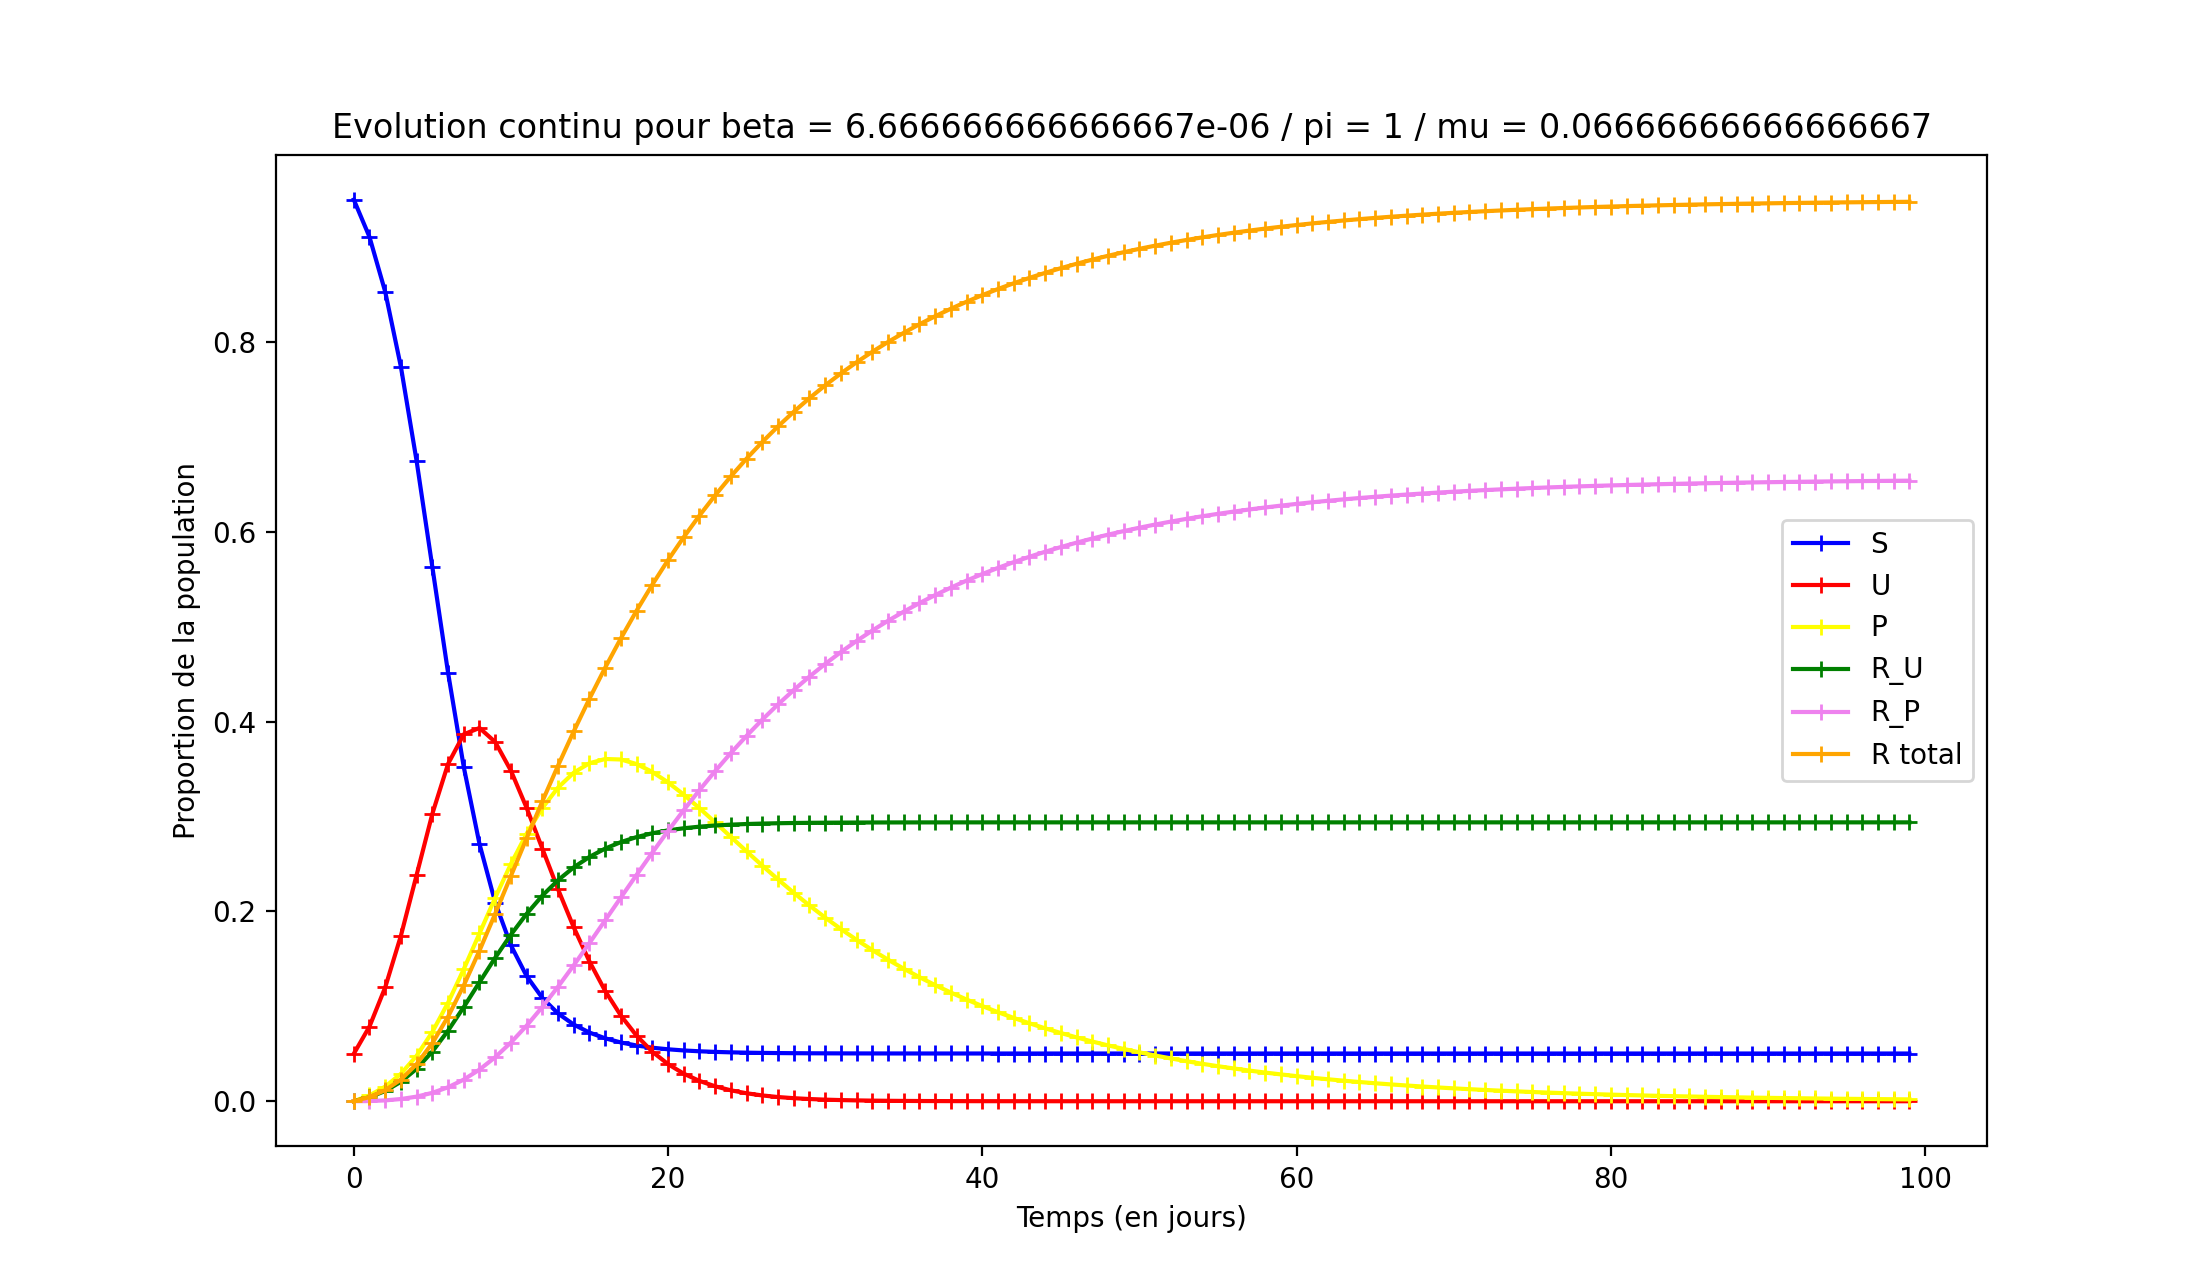 Evolution continu pour beta = 6.666666666666667e-06 / pi = 1 / mu = 0.06666666666666667
Proportion de la population
0.8
0.6
0.4
0.2
0.0
S
U
P
R_U
R_P
R total
0
20
40
60
80
100
Temps (en jours)